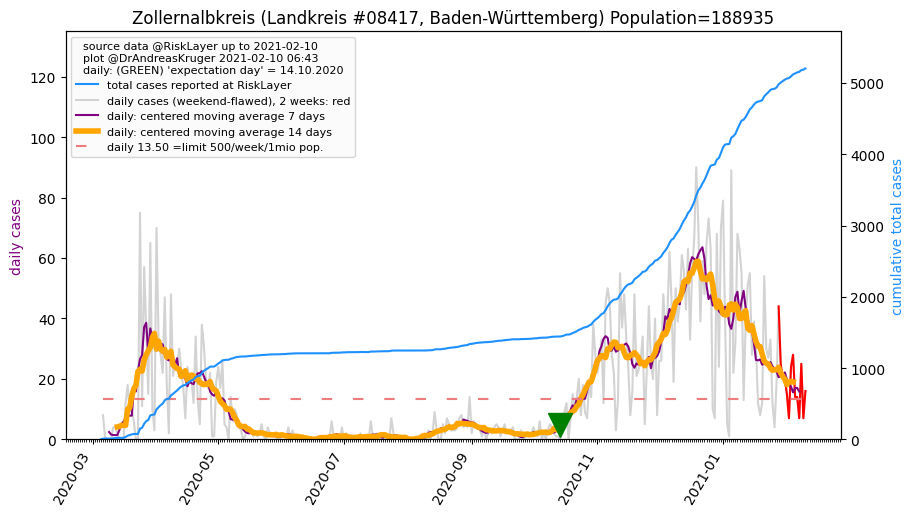 Zollernalbkreis (Landkreis #08417, Baden-Württemberg) Population=188935
source data @RiskLayer up to 2021-02-10
plot @DrAndreasKruger 2021-02-10 06:43
daily: (GREEN) 'expectation day' = 14.10.2020
total cases reported at RiskLayer
daily cases (weekend-flawed), 2 weeks: red
daily: centered moving average 7 days
daily: centered moving average 14 days
daily 13.50 =limit 500/week/1mio pop.
daily cases
120
100
80
60
40
20
0
cumulative total cases
5000
4000
3000
2000
1000
0
2020-03
2020-05
2020-07
2020-09
2020-11
2021-01